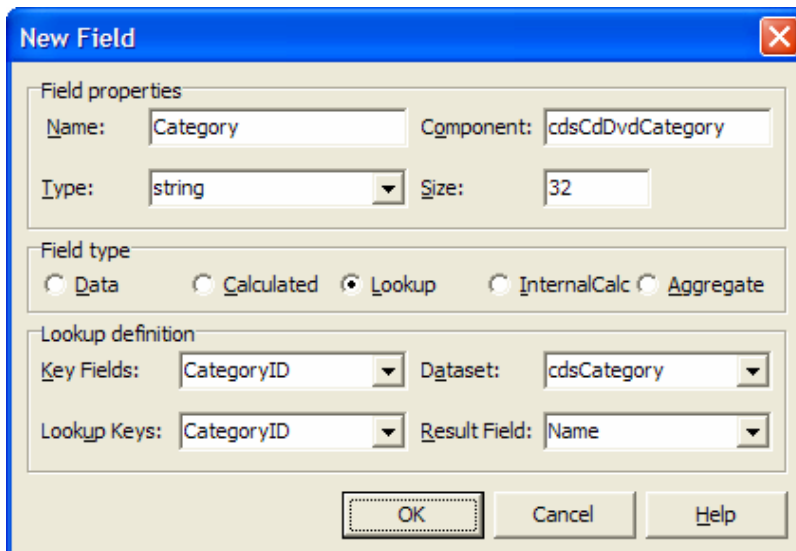 New Field
Field properties
Name: Category Component: cdsCdDvdCategory
Type: string Size: 32
Field type
Data Calculated Lookup InternalCalc Aggregate
Lookup definition
Key Fields: CategoryID Dataset: cdsCategory
Lookup Keys: CategoryID Result Field: Name
OK Cancel Help